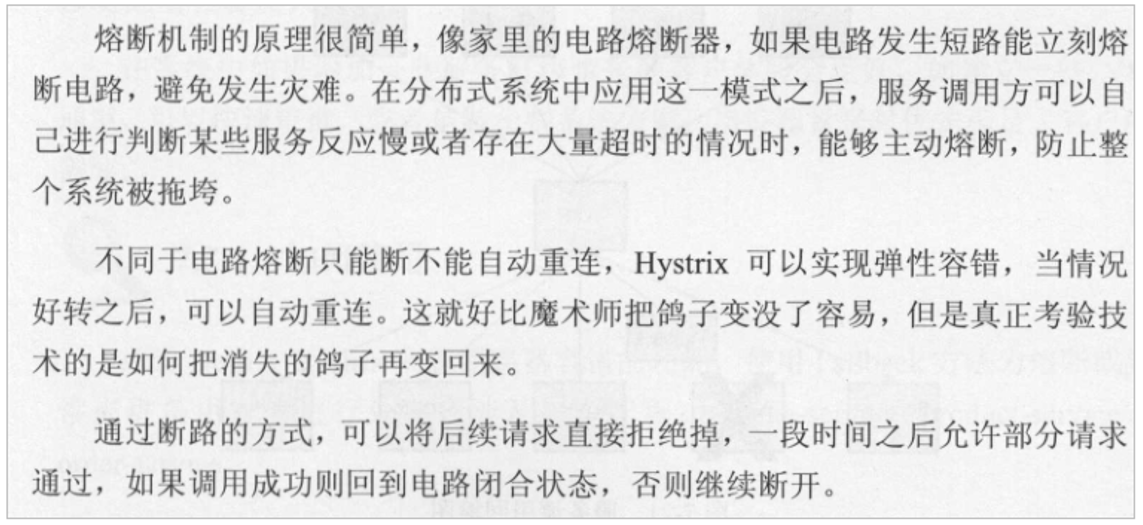 熔断机制的原理很简单，像家里的电路熔断器，如果电路发生短路能立刻熔
断电路，避免发生灾难。在分布式系统中应用这一模式之后，服务调用方可以自
己进行判断某些服务反应慢或者存在大量超时的情况时，能够主动熔断，防止整
个系统被拖垮。
不同于电路熔断只能断不能自动重连，Hystrix 可以实现弹性容错，当情况
好转之后，可以自动重连。这就好比魔术师把鸽子变没了容易，但是真正考验技
术的是如何把消失的鸽子再变回来。
通过断路的方式，可以将后续请求直接拒绝掉，一段时间之后允许部分请求
通过，如果调用成功则回到电路闭合状态，否则继续断开。